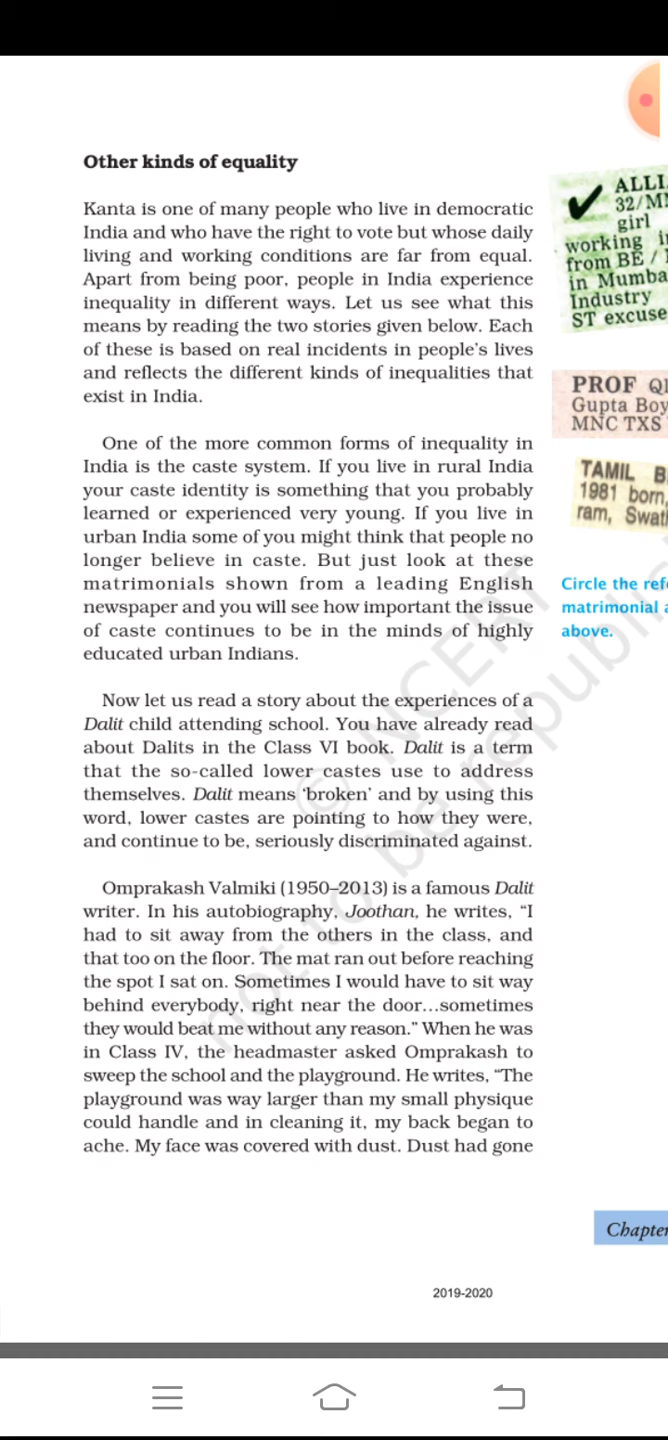 Other kinds of equality
Kanta is one of many people who live in democratic
India and who have the right to vote but whose daily
living and working conditions are far from equal.
Apart from being poor, people in India experience
inequality in different ways. Let us see what this
means by reading the two stories given below. Each
of these is based on real incidents in people's lives
and reflects the different kinds of inequalities that
exist in India.
One of the more common forms of inequality in
India is the caste system. If you live in rural India
your caste identity is something that you probably
learned or experienced very young. If you live in
urban India some of you might think that people no
longer believe in caste. But just look at these
matrimonials shown from a leading English
newspaper and you will see how important the issue
of caste continues to be in the minds of highly
educated urban Indians.
Now let us read a story about the experiences of a
Dalit child attending school. You have already read
about Dalits in the Class VI book. Dalit is a term
that the so-called lower castes use to address
themselves. Dalit means ‘broken’ and by using this
word, lower castes are pointing to how they were,
and continue to be, seriously discriminated against.
Omprakash Valmiki (1950–2013) is a famous Dalit
writer. In his autobiography, Joothan, he writes, “I
had to sit away from the others in the class, and
that too on the floor. The mat ran out before reaching
the spot I sat on. Sometimes I would have to sit way
behind everybody, right near the door...sometimes
they would beat me without any reason.” When he was
in Class IV, the headmaster asked Omprakash to
sweep the school and the playground. He writes, “The
playground was way larger than my small physique
could handle and in cleaning it, my back began to
ache. My face was covered with dust. Dust had gone
ALLI
32/M
girl
working i
from BE /
in Mumba
Industry
ST excuse
PROF Q
Gupta Boy
MNC TXS
TAMIL B
1981 born,
ram, Swat
Circle the ref
matrimonial a
above.
© NCERT
not to be republis
Chapter
2019-2020